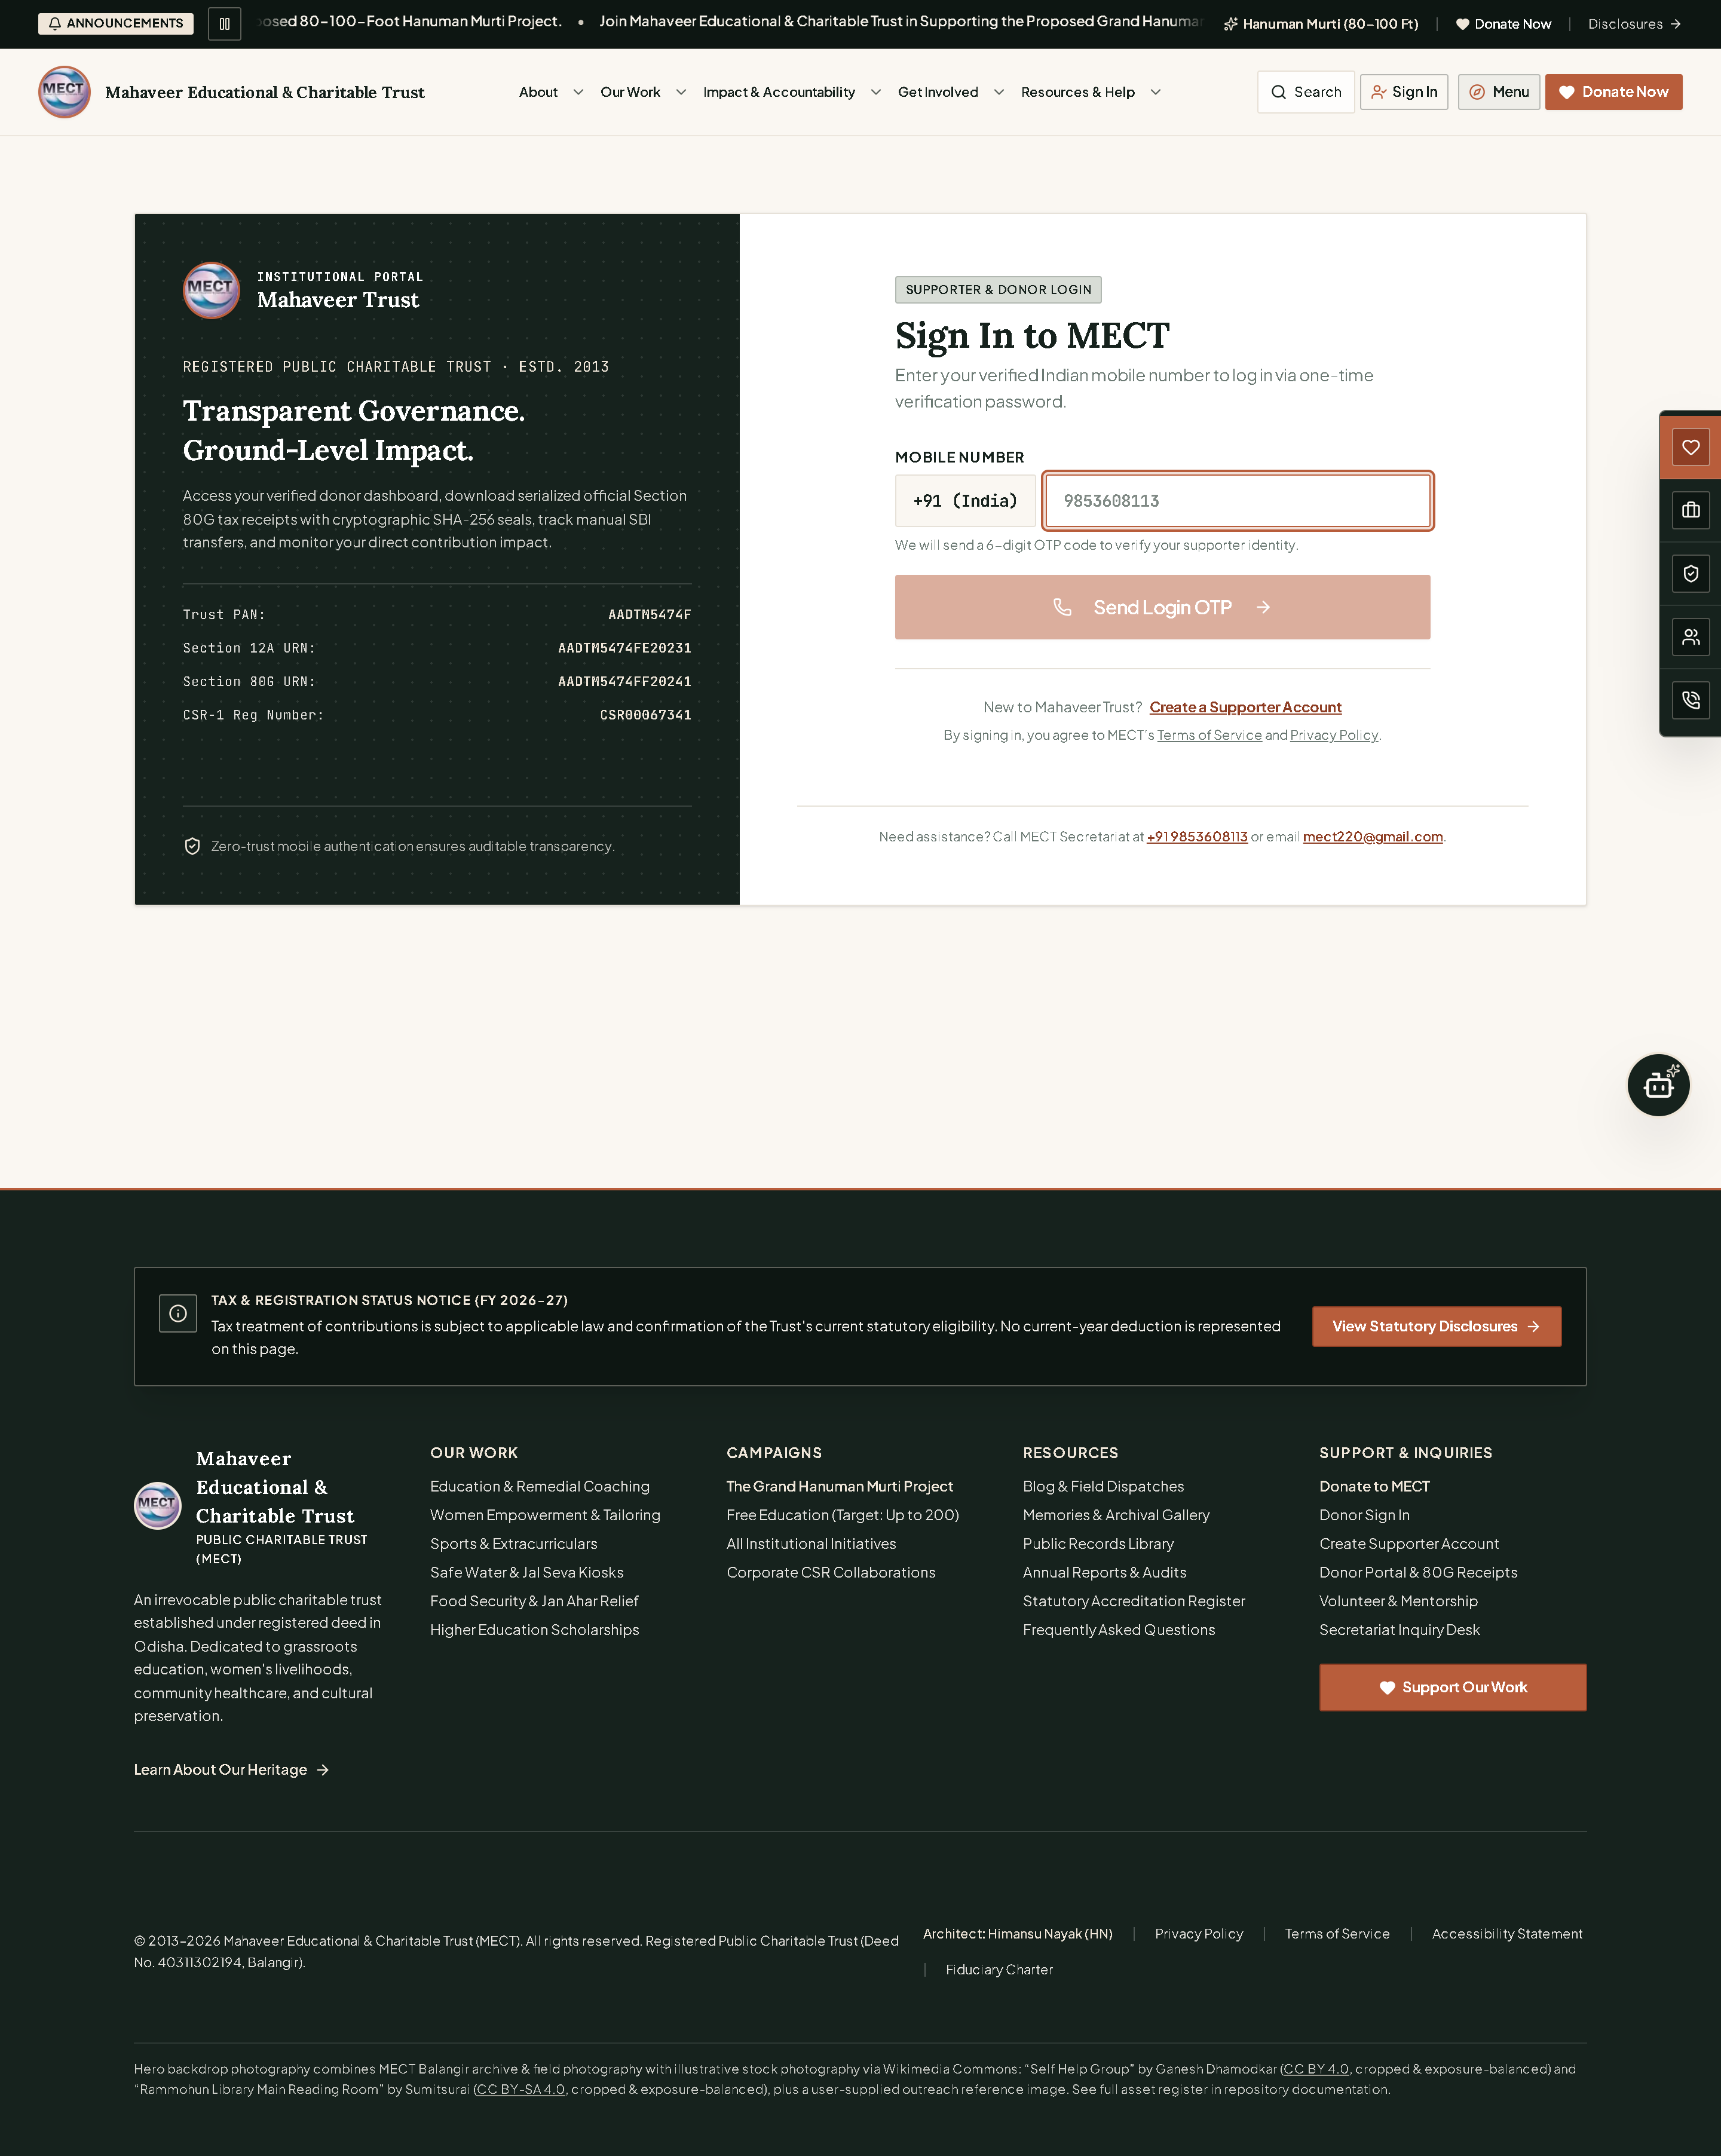 ANNOUNCEMENTS
posed 80-100-Foot Hanuman Murti Project. • Join Mahaveer Educational & Charitable Trust in Supporting the Proposed Grand Hanuman
Hanuman Murti (80-100 Ft)
Donate Now
Disclosures →
MECT
Mahaveer Educational & Charitable Trust
About
Our Work
Impact & Accountability
Get Involved
Resources & Help
Search
Sign In
Menu
Donate Now
MECT
INSTITUTIONAL PORTAL
Mahaveer Trust
REGISTERED PUBLIC CHARITABLE TRUST · ESTD. 2013
Transparent Governance.
Ground-Level Impact.
Access your verified donor dashboard, download serialized official Section
80G tax receipts with cryptographic SHA-256 seals, track manual SBI
transfers, and monitor your direct contribution impact.
Trust PAN: AADTM5474F
Section 12A URN: AADTM5474FE20231
Section 80G URN: AADTM5474FF20241
CSR-1 Reg Number: CSR00067341
Zero-trust mobile authentication ensures auditable transparency.
SUPPORTER & DONOR LOGIN
Sign In to MECT
Enter your verified Indian mobile number to log in via one-time
verification password.
MOBILE NUMBER
+91 (India)
9853608113
We will send a 6-digit OTP code to verify your supporter identity.
Send Login OTP →
New to Mahaveer Trust? Create a Supporter Account
By signing in, you agree to MECT's Terms of Service and Privacy Policy.
Need assistance? Call MECT Secretariat at +91 9853608113 or email mect220@gmail.com.
TAX & REGISTRATION STATUS NOTICE (FY 2026-27)
Tax treatment of contributions is subject to applicable law and confirmation of the Trust's current statutory eligibility. No current-year deduction is represented
on this page.
View Statutory Disclosures →
MECT
Mahaveer
Educational &
Charitable Trust
PUBLIC CHARITABLE TRUST
(MECT)
An irrevocable public charitable trust
established under registered deed in
Odisha. Dedicated to grassroots
education, women's livelihoods,
community healthcare, and cultural
preservation.
Learn About Our Heritage →
OUR WORK
Education & Remedial Coaching
Women Empowerment & Tailoring
Sports & Extracurriculars
Safe Water & Jal Seva Kiosks
Food Security & Jan Ahar Relief
Higher Education Scholarships
CAMPAIGNS
The Grand Hanuman Murti Project
Free Education (Target: Up to 200)
All Institutional Initiatives
Corporate CSR Collaborations
RESOURCES
Blog & Field Dispatches
Memories & Archival Gallery
Public Records Library
Annual Reports & Audits
Statutory Accreditation Register
Frequently Asked Questions
SUPPORT & INQUIRIES
Donate to MECT
Donor Sign In
Create Supporter Account
Donor Portal & 80G Receipts
Volunteer & Mentorship
Secretariat Inquiry Desk
Support Our Work
© 2013-2026 Mahaveer Educational & Charitable Trust (MECT). All rights reserved. Registered Public Charitable Trust (Deed
No. 40311302194, Balangir).
Architect: Himansu Nayak (HN) | Privacy Policy | Terms of Service | Accessibility Statement
| Fiduciary Charter
Hero backdrop photography combines MECT Balangir archive & field photography with illustrative stock photography via Wikimedia Commons: "Self Help Group" by Ganesh Dhamodkar (CC BY 4.0, cropped & exposure-balanced) and
"Rammohun Library Main Reading Room" by Sumitsurai (CC BY-SA 4.0, cropped & exposure-balanced), plus a user-supplied outreach reference image. See full asset register in repository documentation.